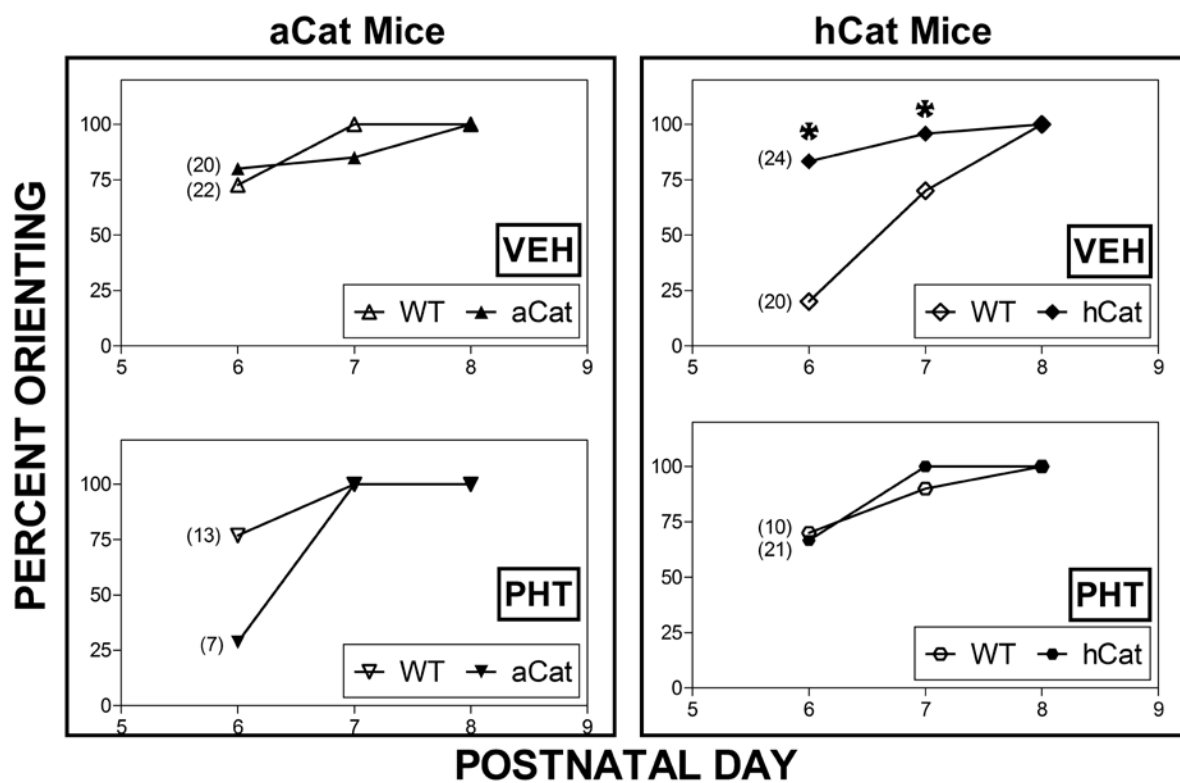 aCat Mice
hCat Mice
PERCENT ORIENTING
100
75
50
25
0
(20)
(22)
VEH
WT aCat
5 6 7 8 9
100
75
50
25
0
(24)
(20)
* *
VEH
WT hCat
5 6 7 8 9
100
75
50
25
0
(13)
(7)
PHT
WT aCat
5 6 7 8 9
100
75
50
25
0
(10)
(21)
PHT
WT hCat
5 6 7 8 9
POSTNATAL DAY